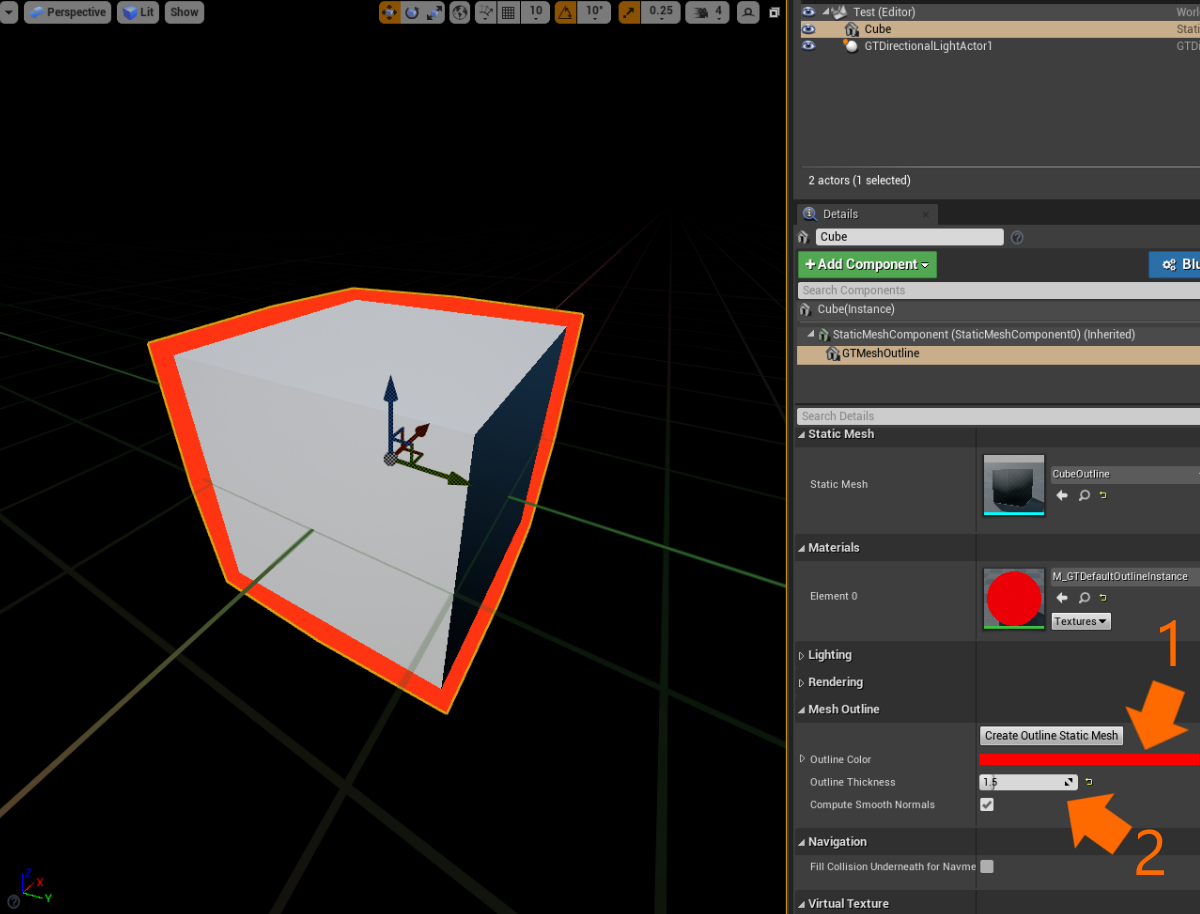 Perspective Lit Show 10 10° 0.25 4
Test (Editor) Worl
Cube Stati
GTDirectionalLightActor1 GTDi
2 actors (1 selected)
Details
Cube
+ Add Component Blu
Search Components
Cube(Instance)
StaticMeshComponent (StaticMeshComponent0) (Inherited)
GTMeshOutline
Search Details
Static Mesh
Static Mesh CubeOutline
Materials
Element 0 M_GTDefaultOutlineInstance
Textures
1
Lighting
Rendering
Mesh Outline
Create Outline Static Mesh
Outline Color
Outline Thickness 1.5
Compute Smooth Normals
2
Navigation
Fill Collision Underneath for Navme
Z
X
Y
Virtual Texture